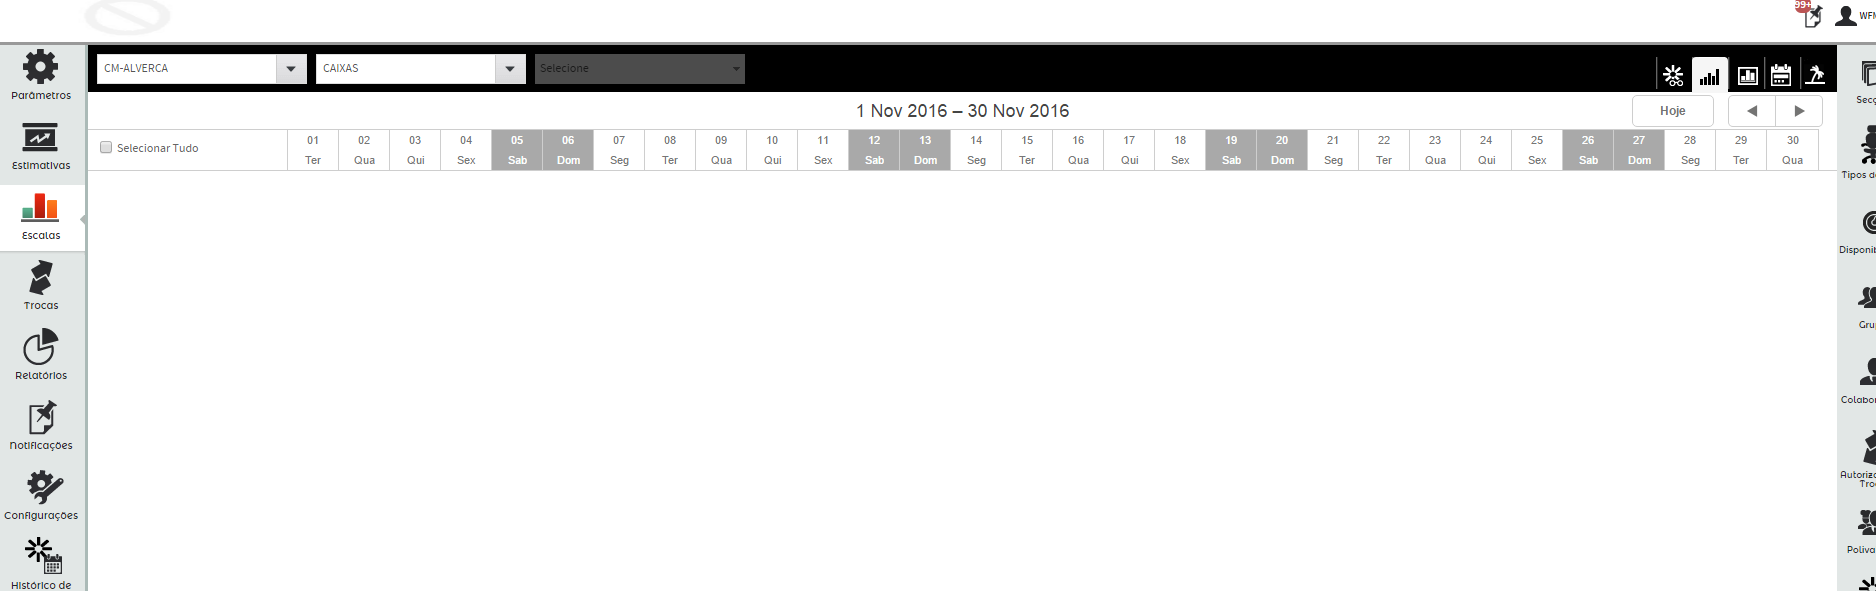 99+
WFM
Parâmetros
Estimativas
Escalas
Trocas
Relatórios
Notificações
Configurações
Histórico de
CM-ALVERCA
CAIXAS
Selecione
1 Nov 2016 – 30 Nov 2016
Hoje
Selecionar Tudo
01 02 03 04 05 06 07 08 09 10 11 12 13 14 15 16 17 18 19 20 21 22 23 24 25 26 27 28 29 30
Ter Qua Qui Sex Sab Dom Seg Ter Qua Qui Sex Sab Dom Seg Ter Qua Qui Sex Sab Dom Seg Ter Qua Qui Sex Sab Dom Seg Ter Qua
Tipos d
Disponib
Gru
Colabor
Autoriz
Tro
Poliva